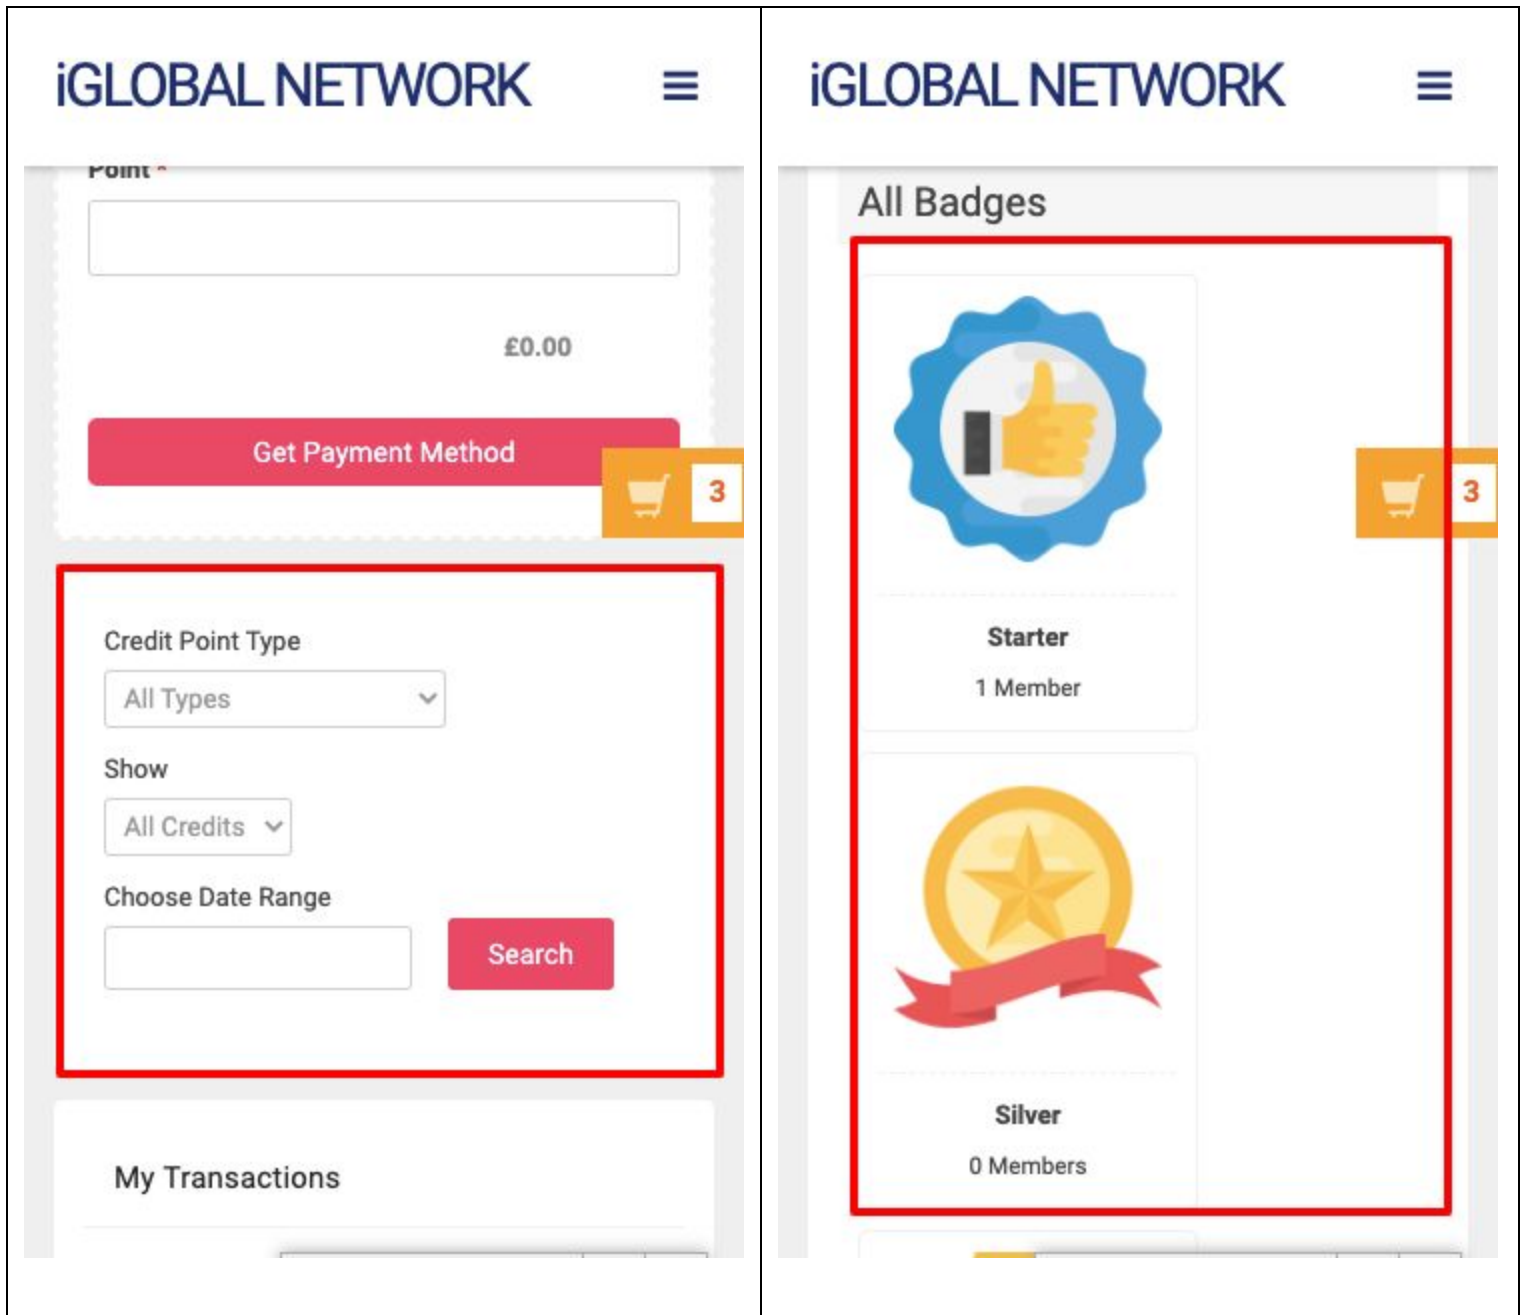 iGLOBAL NETWORK
Point *
£0.00
Get Payment Method
3
Credit Point Type
All Types
Show
All Credits
Choose Date Range
Search
My Transactions
iGLOBAL NETWORK
All Badges
3
Starter
1 Member
Silver
0 Members